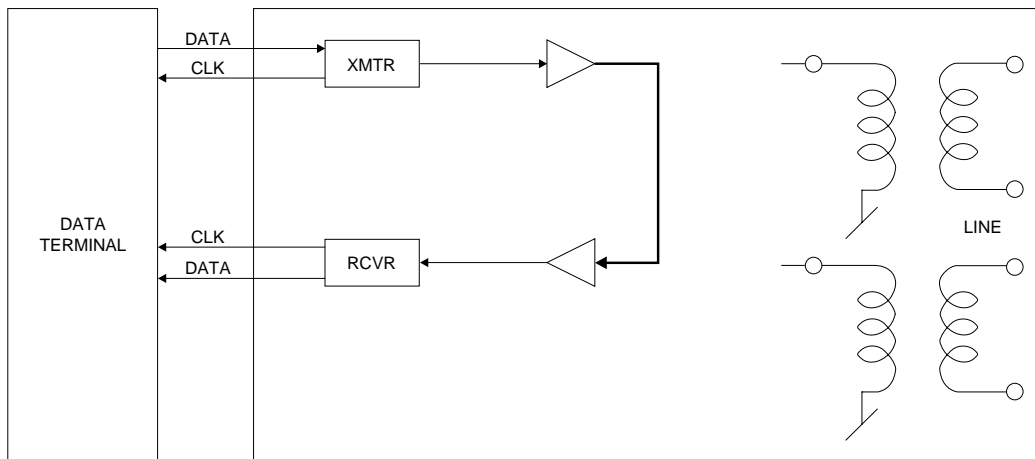 DATA
XMTR
CLK
DATA
TERMINAL
LINE
CLK
RCVR
DATA